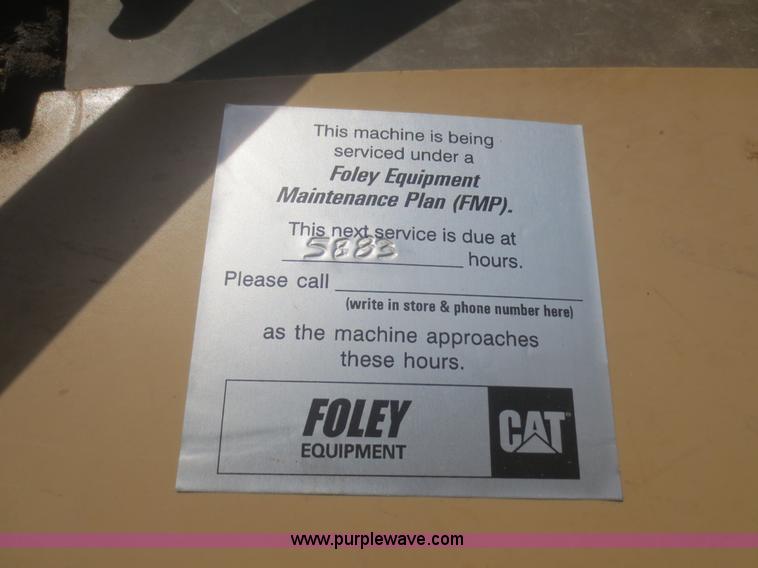 This machine is being
serviced under a
Foley Equipment
Maintenance Plan (FMP).
This next service is due at
5883 hours.
Please call
(write in store & phone number here)
as the machine approaches
these hours.
FOLEY
EQUIPMENT
CAT
www.purplewave.com